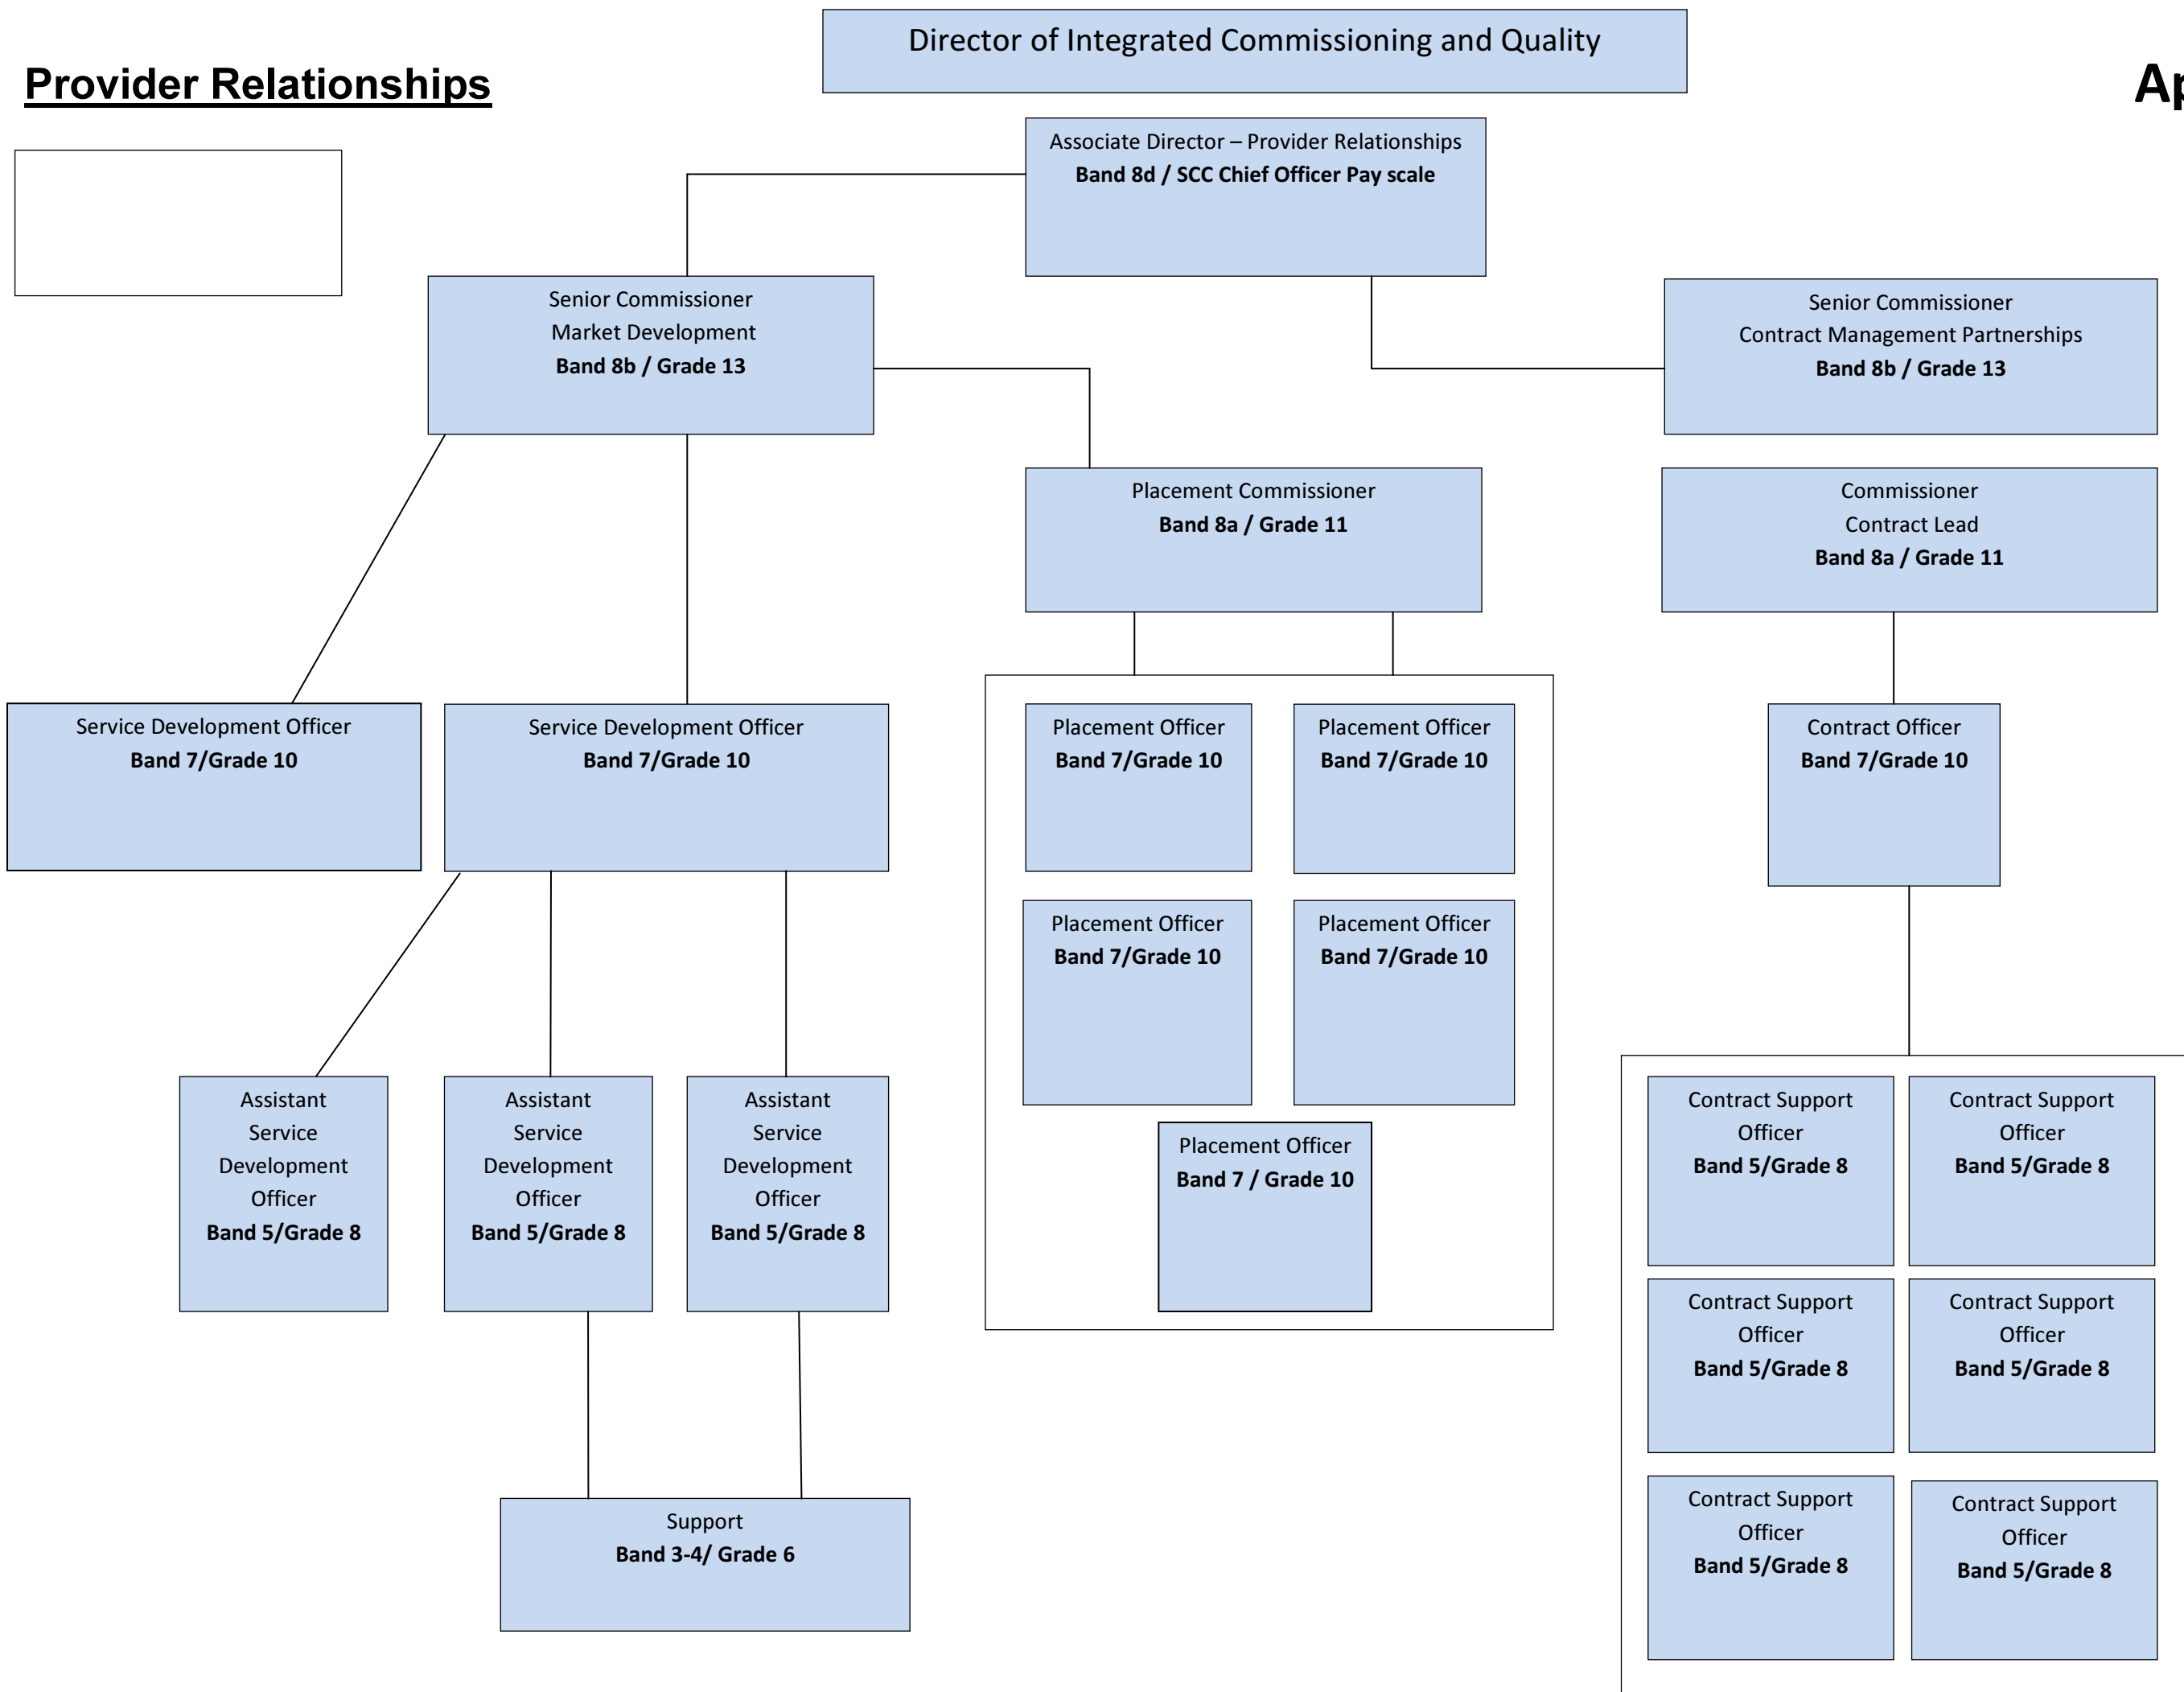 Director of Integrated Commissioning and Quality
Provider Relationships
Ap
Associate Director – Provider Relationships
Band 8d / SCC Chief Officer Pay scale
Senior Commissioner
Market Development
Band 8b / Grade 13
Senior Commissioner
Contract Management Partnerships
Band 8b / Grade 13
Placement Commissioner
Band 8a / Grade 11
Commissioner
Contract Lead
Band 8a / Grade 11
Service Development Officer
Band 7/Grade 10
Service Development Officer
Band 7/Grade 10
Placement Officer
Band 7/Grade 10
Placement Officer
Band 7/Grade 10
Contract Officer
Band 7/Grade 10
Placement Officer
Band 7/Grade 10
Placement Officer
Band 7/Grade 10
Placement Officer
Band 7 / Grade 10
Assistant
Service
Development
Officer
Band 5/Grade 8
Assistant
Service
Development
Officer
Band 5/Grade 8
Assistant
Service
Development
Officer
Band 5/Grade 8
Contract Support
Officer
Band 5/Grade 8
Contract Support
Officer
Band 5/Grade 8
Contract Support
Officer
Band 5/Grade 8
Contract Support
Officer
Band 5/Grade 8
Contract Support
Officer
Band 5/Grade 8
Contract Support
Officer
Band 5/Grade 8
Support
Band 3-4/ Grade 6